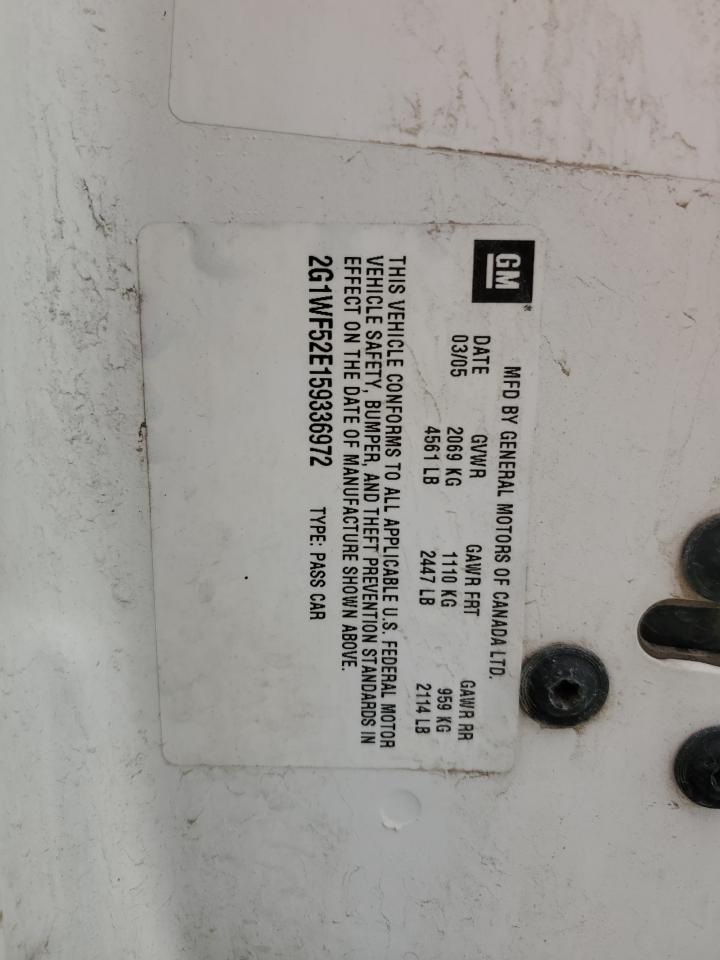 GM
MFD BY GENERAL MOTORS OF CANADA LTD.
DATE GVWR GAWR FRT GAWR RR
03/05 2069 KG 1110 KG 959 KG
4561 LB 2447 LB 2114 LB
THIS VEHICLE CONFORMS TO ALL APPLICABLE U.S. FEDERAL MOTOR
VEHICLE SAFETY, BUMPER, AND THEFT PREVENTION STANDARDS IN
EFFECT ON THE DATE OF MANUFACTURE SHOWN ABOVE.
2G1WF52E159336972 TYPE: PASS CAR